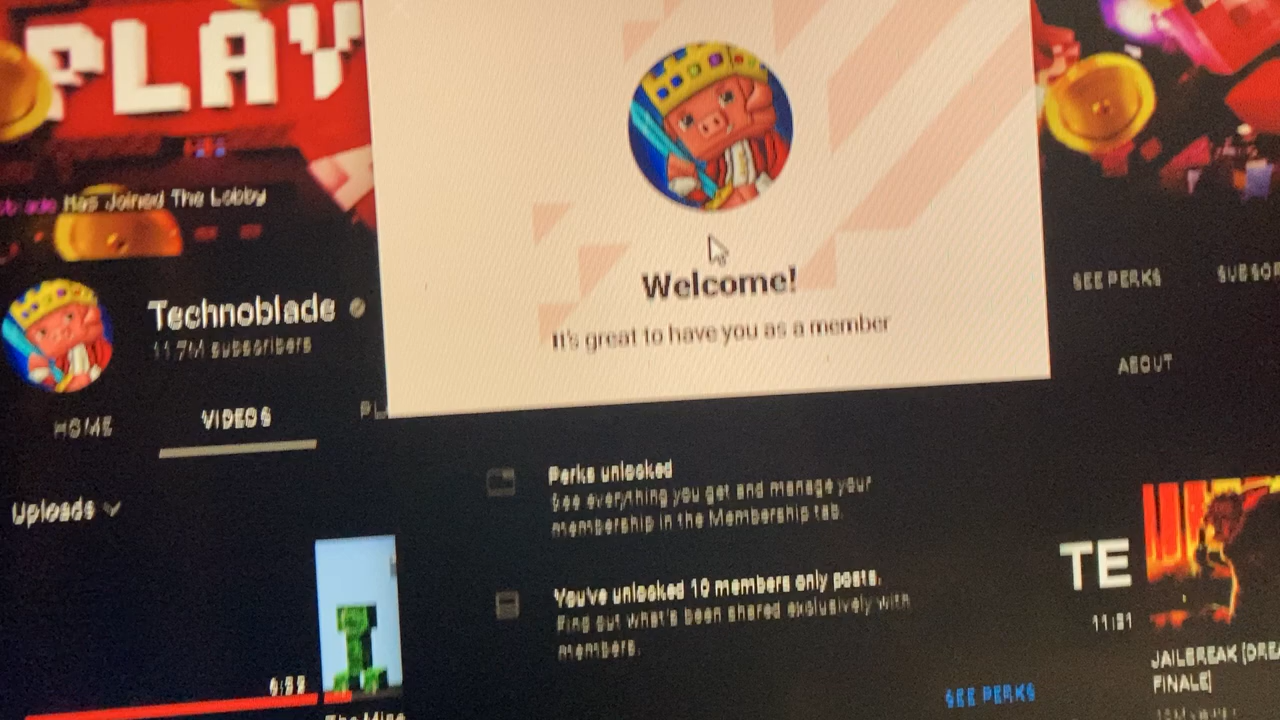 PLAY
Has Joined The Lobby
Technoblade
11.7M subscribers
HOME
VIDEOS
PL
Uploads
Welcome!
It's great to have you as a member
SEE PERKS
ABOUT
Perks unlocked
See everything you get and manage your
membership in the Membership tab.
You've unlocked 10 members only posts.
Find out what's been shared exclusively with
members.
SEE PERKS
TE
JAILBREAK (DREA
FINALE)